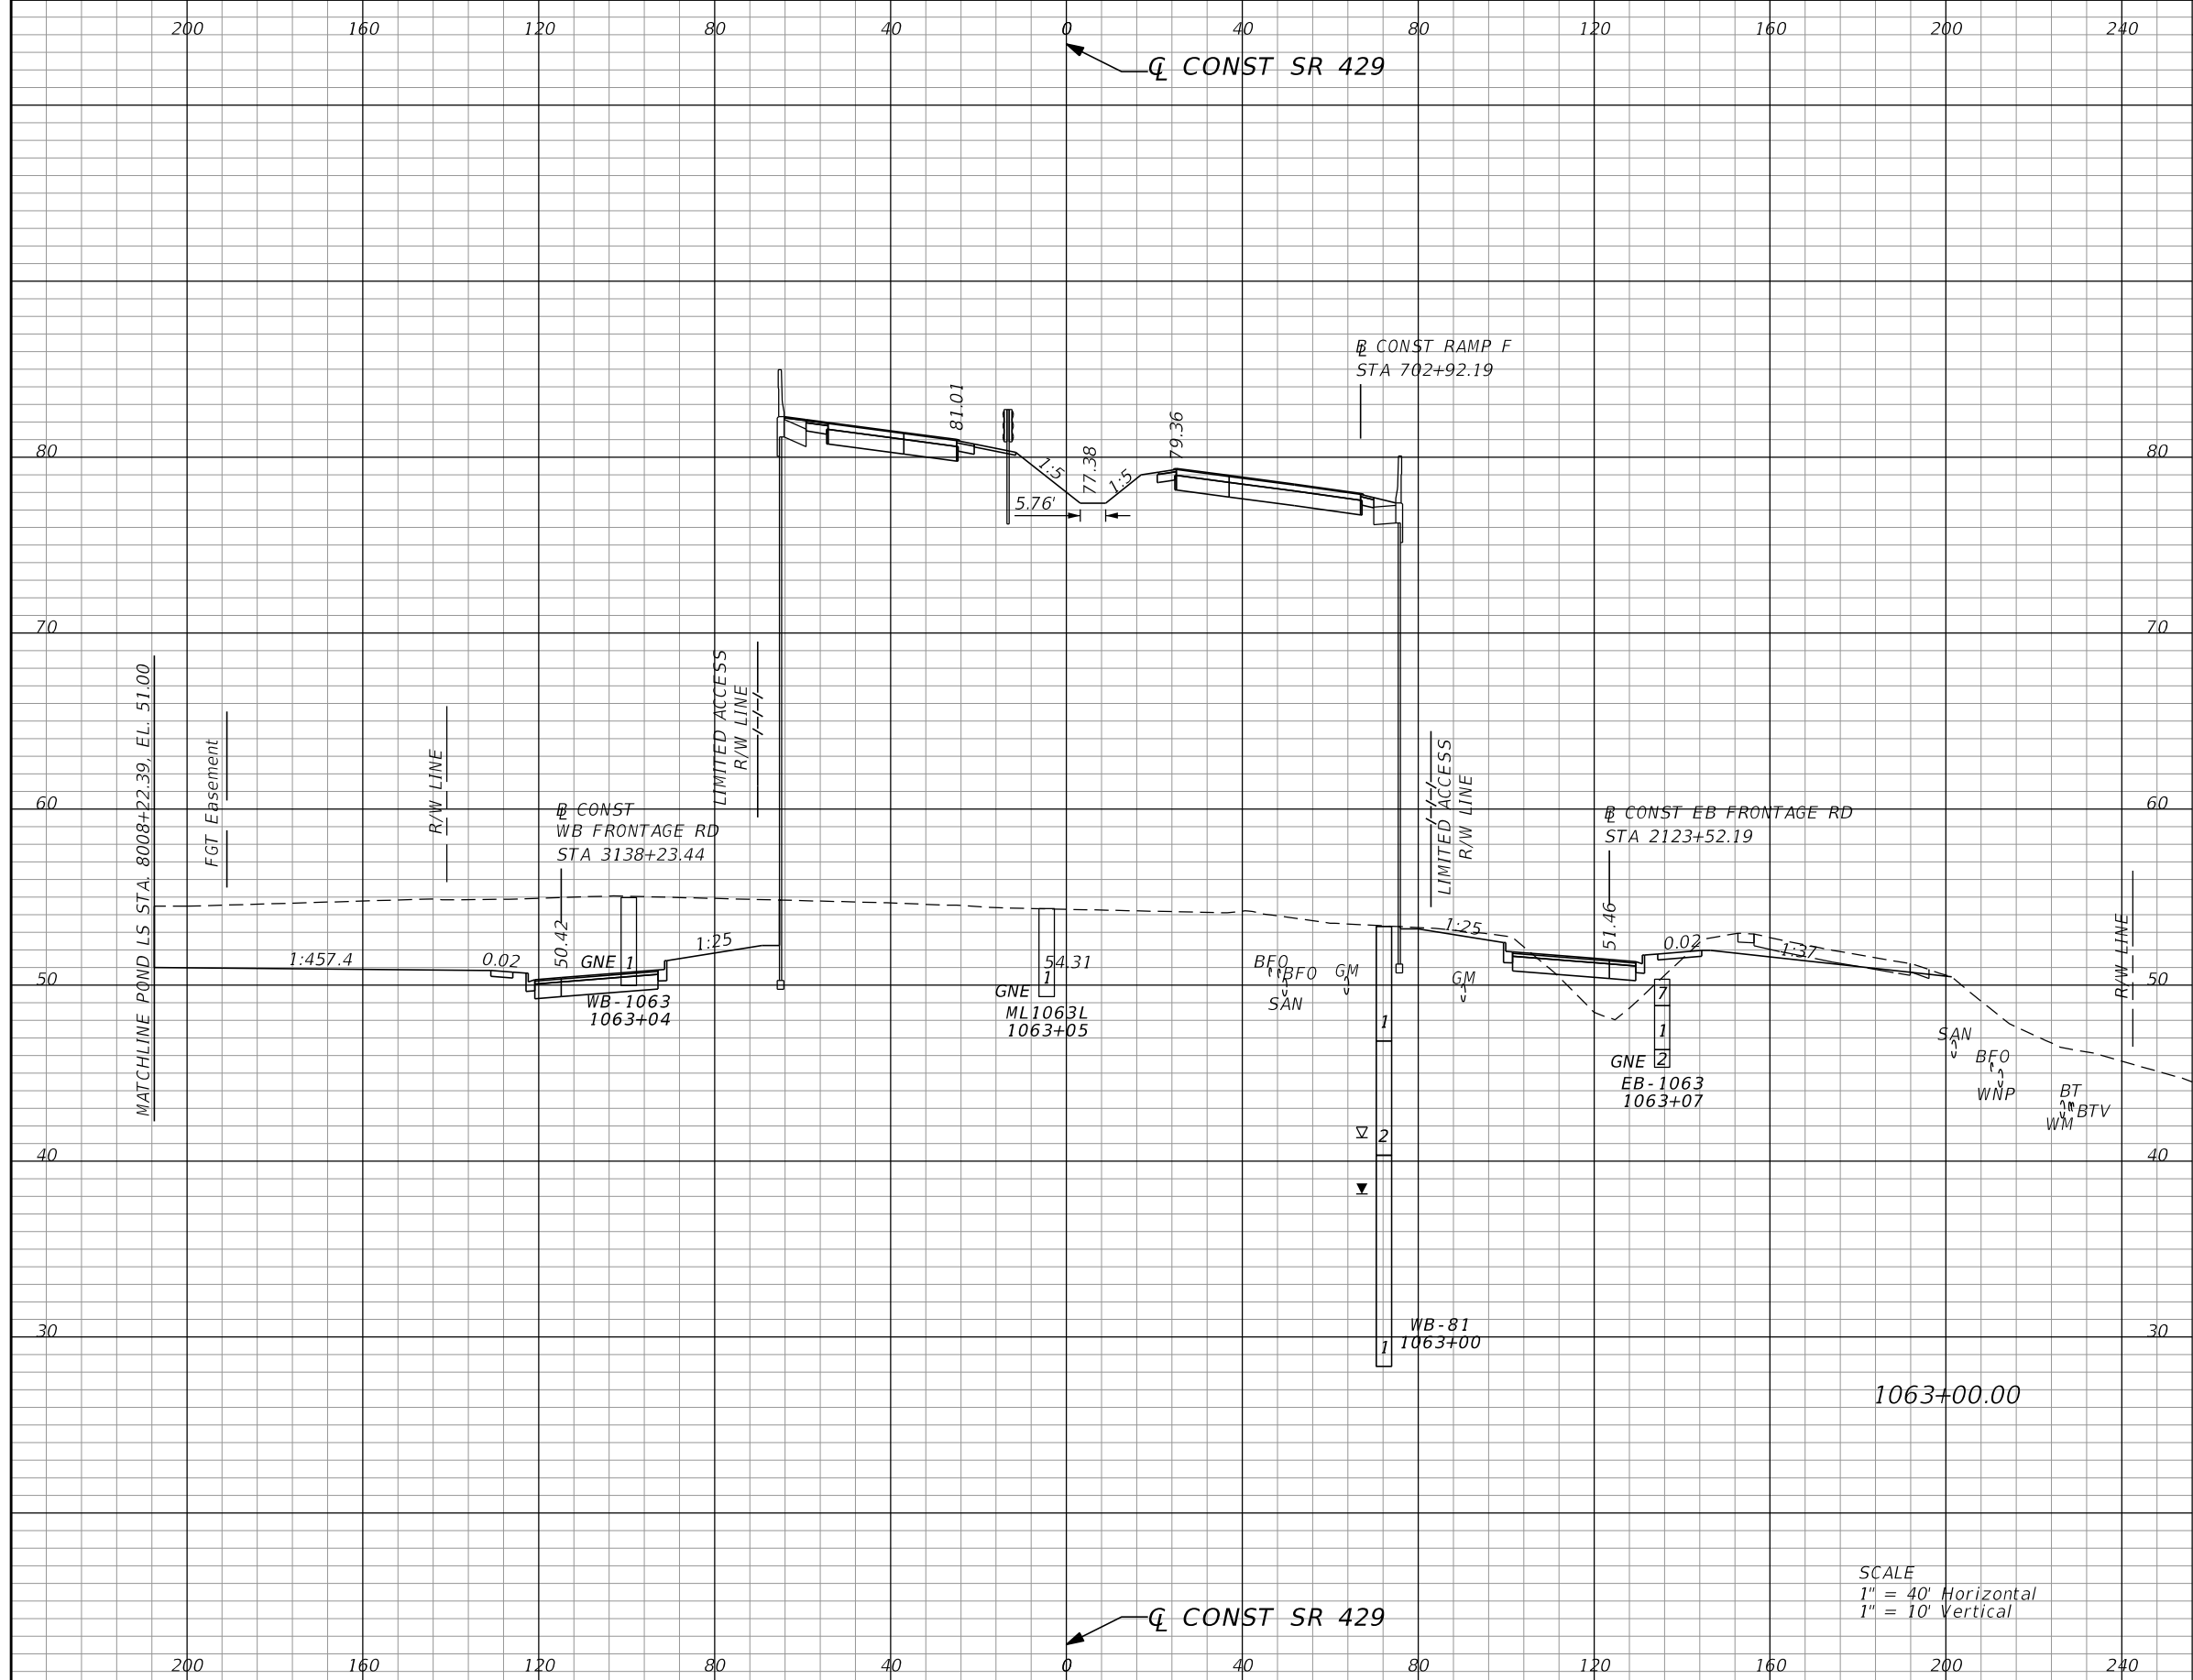 200 160 120 80 40 0 40 80 120 160 200 240
℄ CONST SR 429
B CONST RAMP F
STA 702+92.19
81.01
79.36
77.38
1:5
1:5
5.76'
80 80
70 70
60 60
50 50
40 40
30 30
MATCHLINE POND LS STA. 8008+22.39, EL. 51.00
FGT Easement
R/W LINE
LIMITED ACCESS
R/W LINE
B CONST
WB FRONTAGE RD
STA 3138+23.44
LIMITED ACCESS
R/W LINE
B CONST EB FRONTAGE RD
STA 2123+52.19
R/W LINE
1:457.4
0.02
50.42
GNE 1
WB-1063
1063+04
1:25
54.31
1
GNE
ML1063L
1063+05
BFO
BFO
SAN
GM
GM
1:25
51.46
0.02
1:37
7
1
GNE 2
EB-1063
1063+07
SAN
BFO
WNP
BT
BTV
WM
1
2
1
WB-81
1063+00
1063+00.00
SCALE
1" = 40' Horizontal
1" = 10' Vertical
℄ CONST SR 429
200 160 120 80 40 0 40 80 120 160 200 240